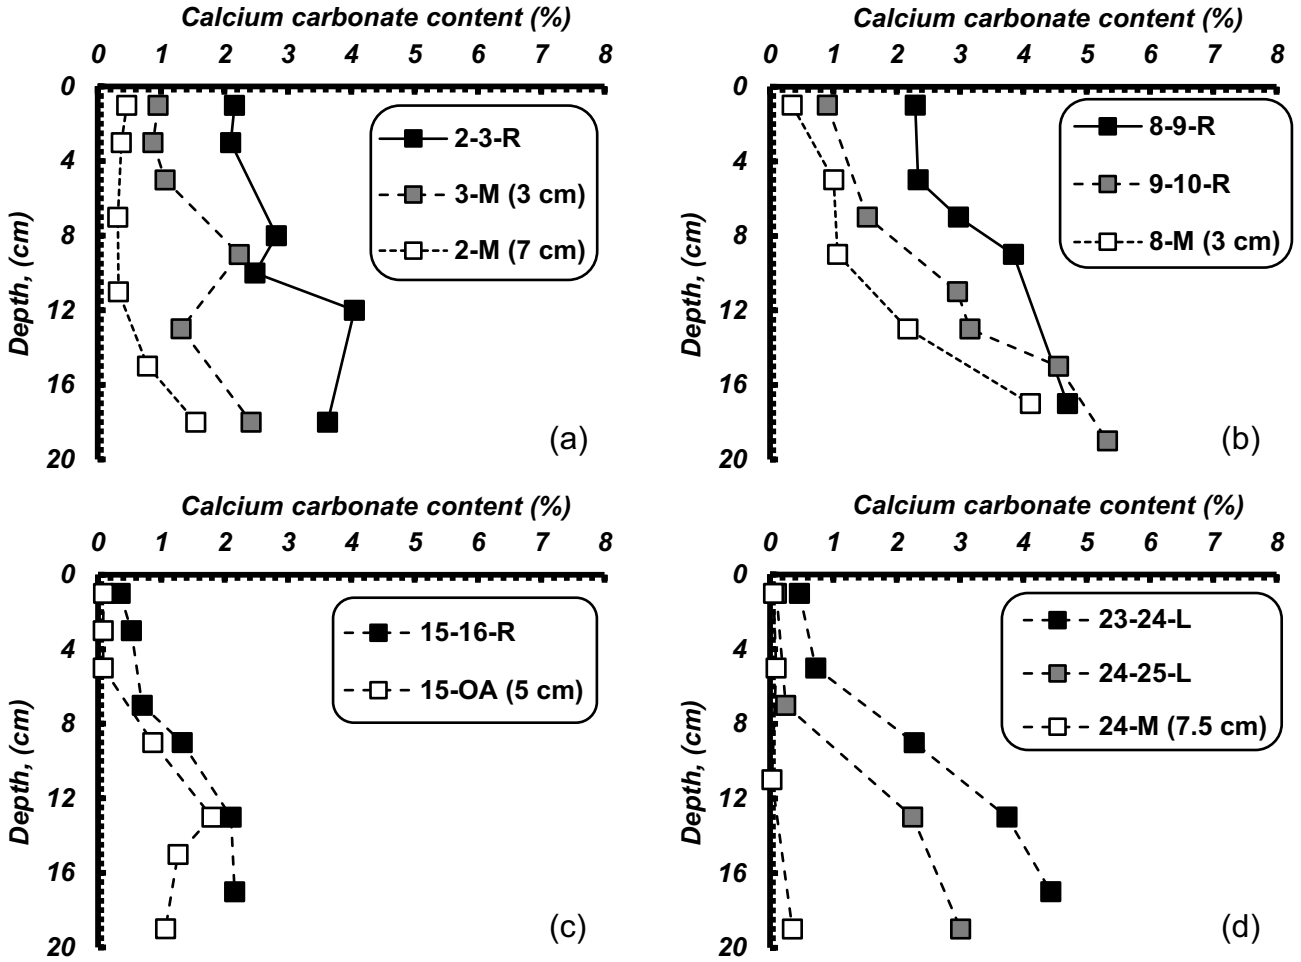 Calcium carbonate content (%)
0 1 2 3 4 5 6 7 8
0
4
8
12
16
20
Depth, (cm)
2-3-R
3-M (3 cm)
2-M (7 cm)
(a)
Calcium carbonate content (%)
0 1 2 3 4 5 6 7 8
0
4
8
12
16
20
Depth, (cm)
8-9-R
9-10-R
8-M (3 cm)
(b)
Calcium carbonate content (%)
0 1 2 3 4 5 6 7 8
0
4
8
12
16
20
Depth, (cm)
15-16-R
15-OA (5 cm)
(c)
Calcium carbonate content (%)
0 1 2 3 4 5 6 7 8
0
4
8
12
16
20
Depth, (cm)
23-24-L
24-25-L
24-M (7.5 cm)
(d)